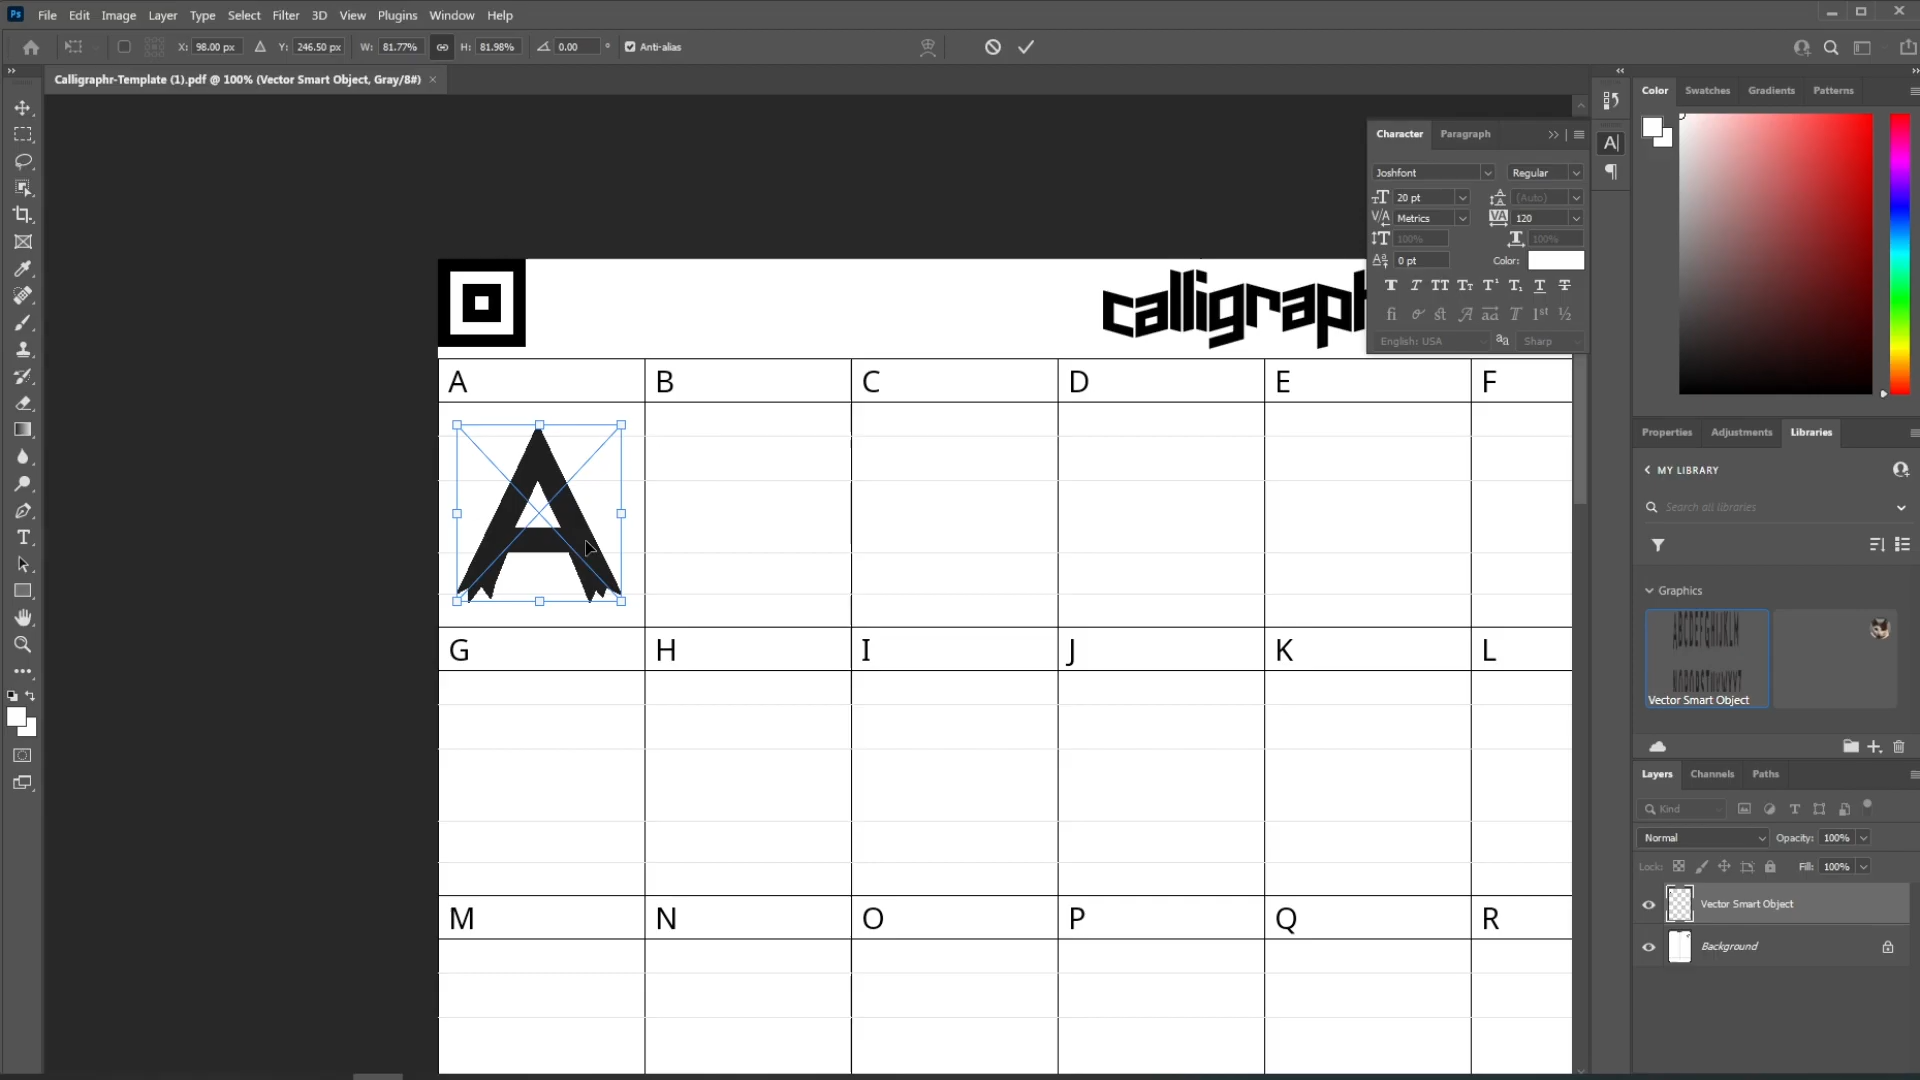 Ps File Edit Image Layer Type Select Filter 3D View Plugins Window Help
X: 98.00 px Y: 246.50 px W: 81.77% H: 81.98% 0.00 ° Anti-alias
Calligraphr-Template (1).pdf @ 100% (Vector Smart Object, Gray/8#) ×
Color Swatches Gradients Patterns
Character Paragraph
Joshfont Regular
20 pt (Auto)
Metrics 120
100% 100%
0 pt Color:
English: USA Sharp
calligraph
A B C D E F
A
G H I J K L
M N O P Q R
Properties Adjustments Libraries
MY LIBRARY
Search all libraries
Graphics
Vector Smart Object
Layers Channels Paths
Kind
Normal Opacity: 100%
Lock: Fill: 100%
Vector Smart Object
Background